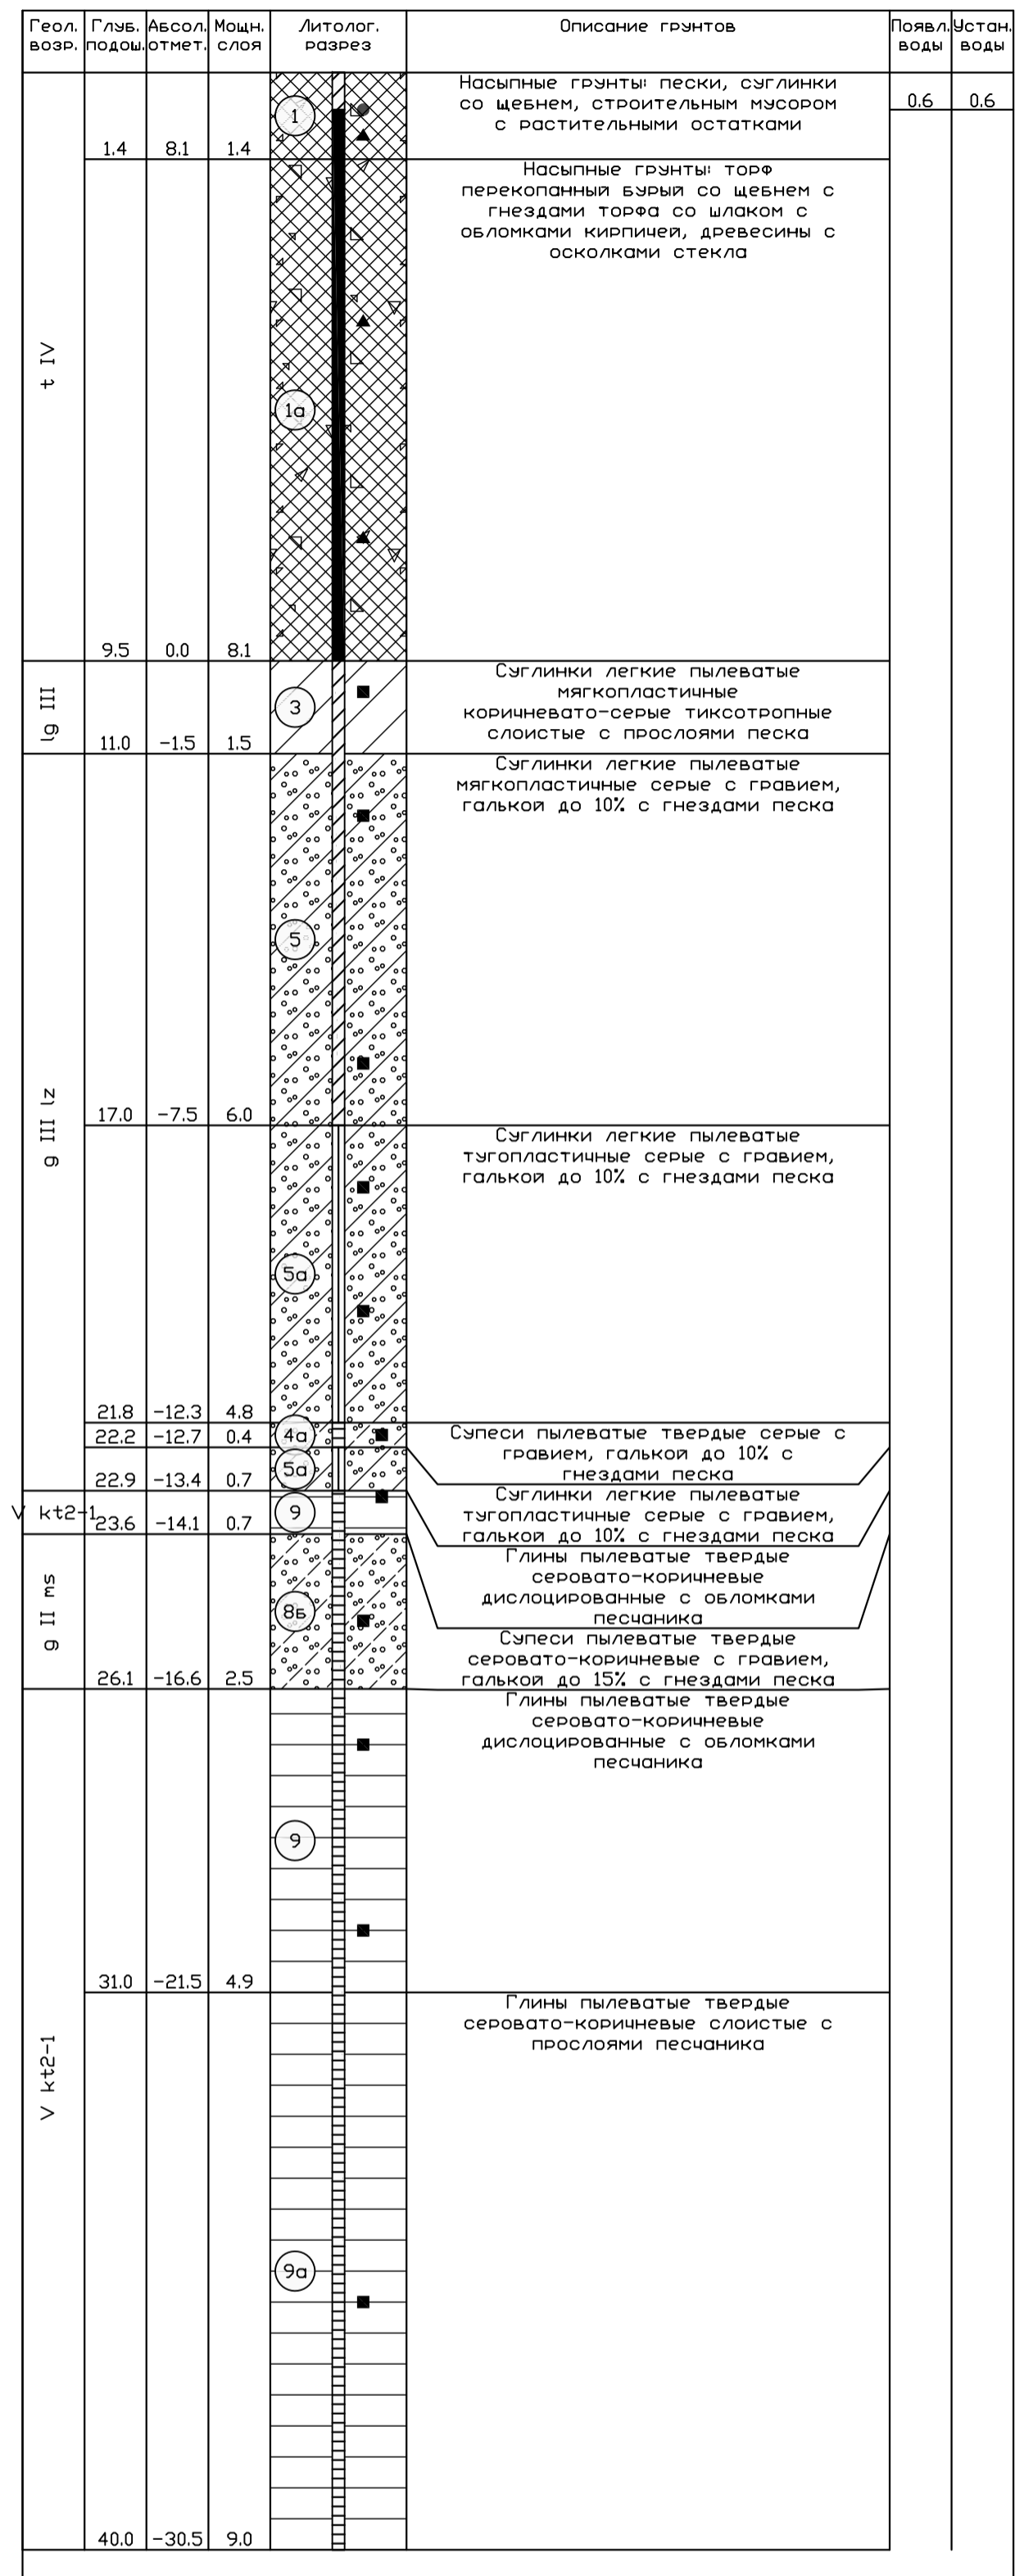 Геол. возр.
Глуб. подош.
Абсол. отмет.
Мощн. слоя
Литолог. разрез
Описание грунтов
Появл. воды
Устан. воды
0.6 0.6
t IV
1
Насыпные грунты: пески, суглинки
со щебнем, строительным мусором
с растительными остатками
1.4 8.1 1.4
Насыпные грунты: торф
перекопанный бурый со щебнем с
гнездами торфа со шлаком с
обломками кирпичей, древесины с
осколками стекла
1а
9.5 0.0 8.1
lg III
3
Суглинки легкие пылеватые
мягкопластичные
коричневато-серые тиксотропные
слоистые с прослоями песка
11.0 -1.5 1.5
g III lz
Суглинки легкие пылеватые
мягкопластичные серые с гравием,
галькой до 10% с гнездами песка
5
17.0 -7.5 6.0
Суглинки легкие пылеватые
тугопластичные серые с гравием,
галькой до 10% с гнездами песка
5а
21.8 -12.3 4.8
22.2 -12.7 0.4
4а
Супеси пылеватые твердые серые с
гравием, галькой до 10% с
гнездами песка
22.9 -13.4 0.7
5а
Суглинки легкие пылеватые
тугопластичные серые с гравием,
галькой до 10% с гнездами песка
V kt2-1
23.6 -14.1 0.7
9
Глины пылеватые твердые
серовато-коричневые
дислоцированные с обломками
песчаника
g II ms
8Б
Супеси пылеватые твердые
серовато-коричневые с гравием,
галькой до 15% с гнездами песка
26.1 -16.6 2.5
V kt2-1
Глины пылеватые твердые
серовато-коричневые
дислоцированные с обломками
песчаника
9
31.0 -21.5 4.9
Глины пылеватые твердые
серовато-коричневые слоистые с
прослоями песчаника
9а
40.0 -30.5 9.0